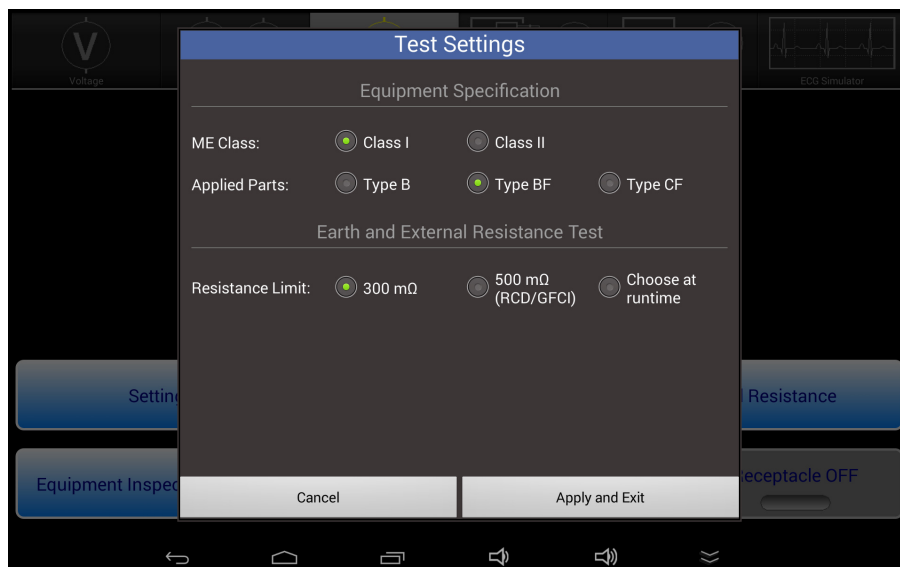 Test Settings
V
Voltage
ECG Simulator
Equipment Specification
ME Class: Class I Class II
Applied Parts: Type B Type BF Type CF
Earth and External Resistance Test
Resistance Limit: 300 mΩ 500 mΩ (RCD/GFCI) Choose at runtime
Settin
Resistance
Equipment Inspec
eceptacle OFF
Cancel Apply and Exit